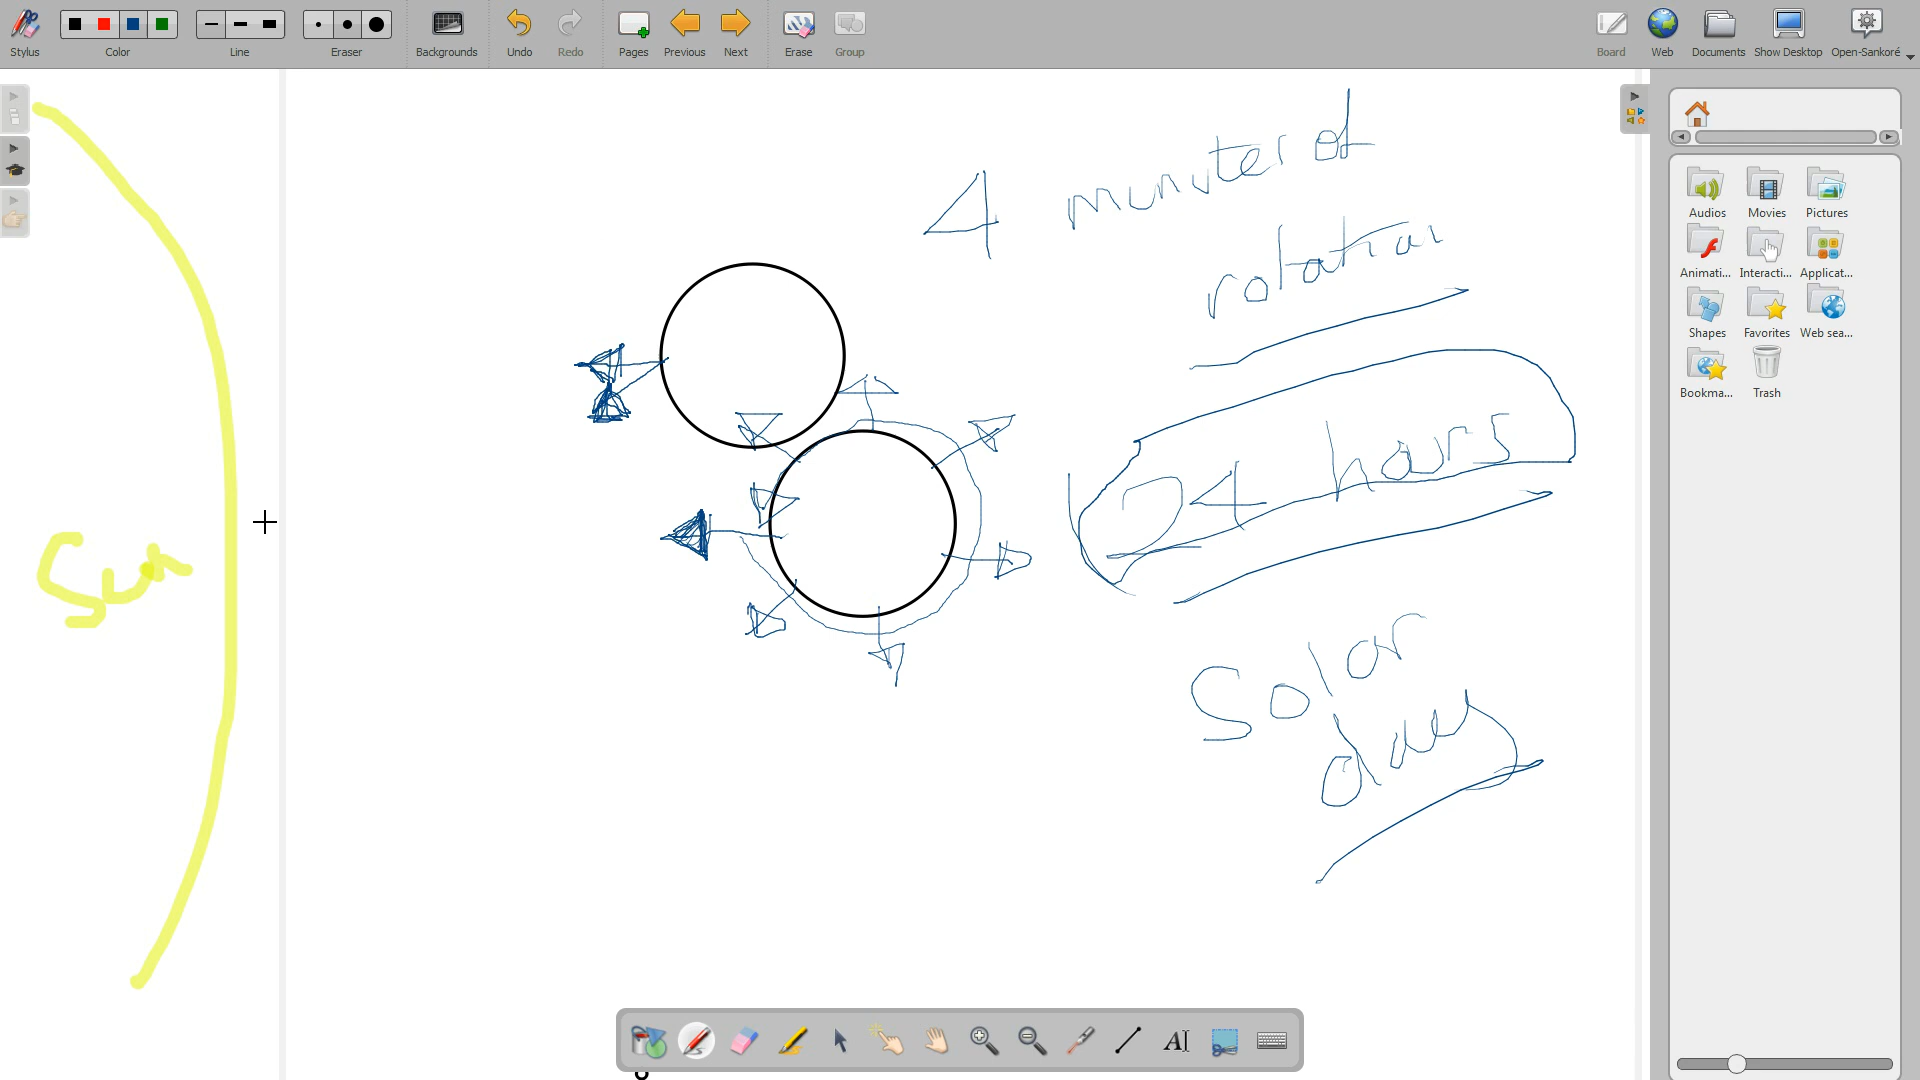 Stylus
Color
Line
Eraser
Backgrounds
Undo
Redo
Pages
Previous
Next
Erase
Group
Board
Web
Documents
Show Desktop
Open-Sankoré
Audios
Movies
Pictures
Animati...
Interacti...
Applicat...
Shapes
Favorites
Web sea...
Bookma...
Trash
Sun
4 minutes of
rotation
24 hours
Solar
days
AI